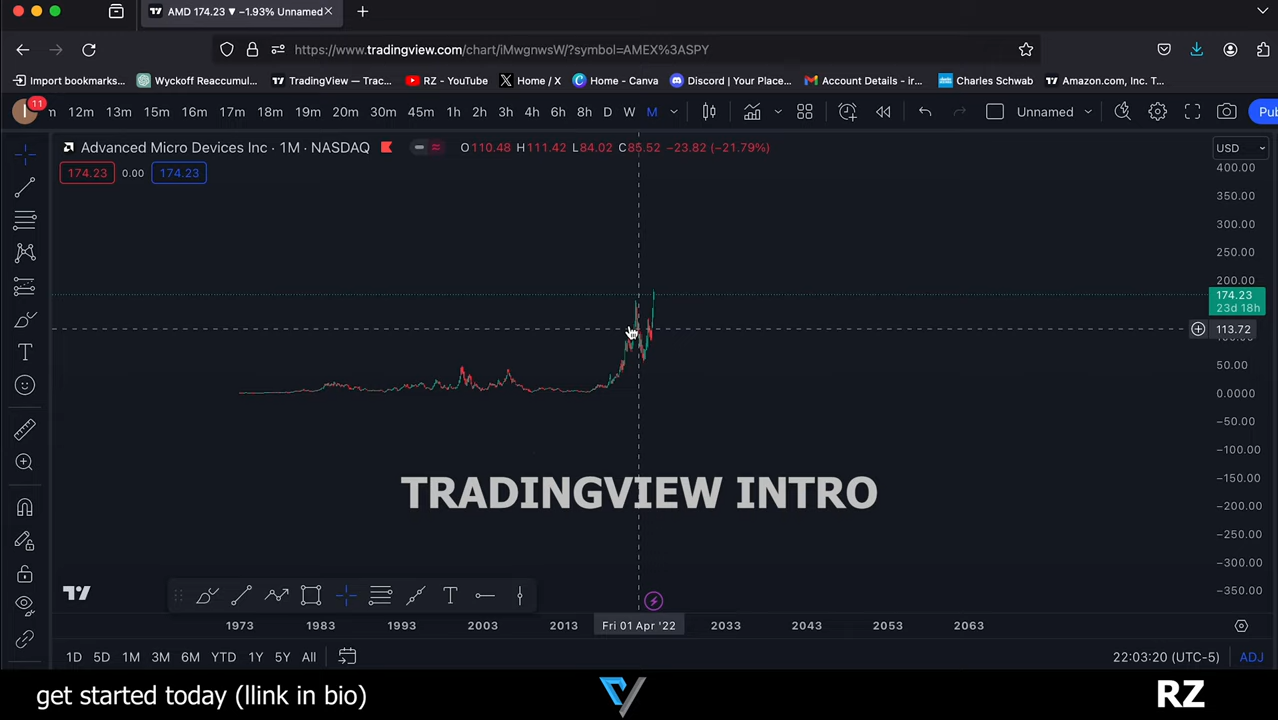 AMD 174.23 ▼ −1.93% Unnamed
https://www.tradingview.com/chart/iMwgnwsW/?symbol=AMEX%3ASPY
Import bookmarks...
Wyckoff Reaccumul...
TradingView — Trac...
RZ - YouTube
Home / X
Home - Canva
Discord | Your Place...
Account Details - ir...
Charles Schwab
Amazon.com, Inc. T...
I 11
12m 13m 15m 16m 17m 18m 19m 20m 30m 45m 1h 2h 3h 4h 6h 8h D W M
Unnamed
Pub
Advanced Micro Devices Inc · 1M · NASDAQ
O110.48 H111.42 L84.02 C85.52 −23.82 (−21.79%)
USD
174.23 0.00 174.23
400.00
350.00
300.00
250.00
200.00
174.23
23d 18h
113.72
50.00
0.0000
−50.00
−100.00
−150.00
−200.00
−250.00
−300.00
−350.00
TRADINGVIEW INTRO
1973 1983 1993 2003 2013 Fri 01 Apr '22 2033 2043 2053 2063
1D 5D 1M 3M 6M YTD 1Y 5Y All
22:03:20 (UTC-5) ADJ
get started today (llink in bio)
RZ